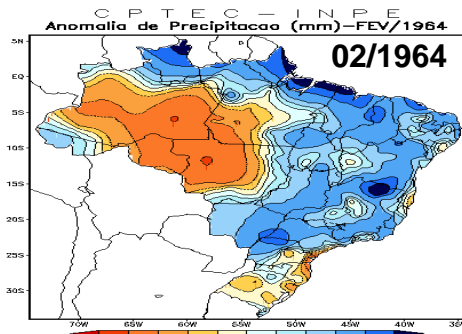 CPTEC-INPE
Anomalia de Precipitacao (mm)-FEV/1964
02/1964
5N
EQ
5S
10S
15S
20S
25S
30S
70W 65W 60W 55W 50W 45W 40W 35W